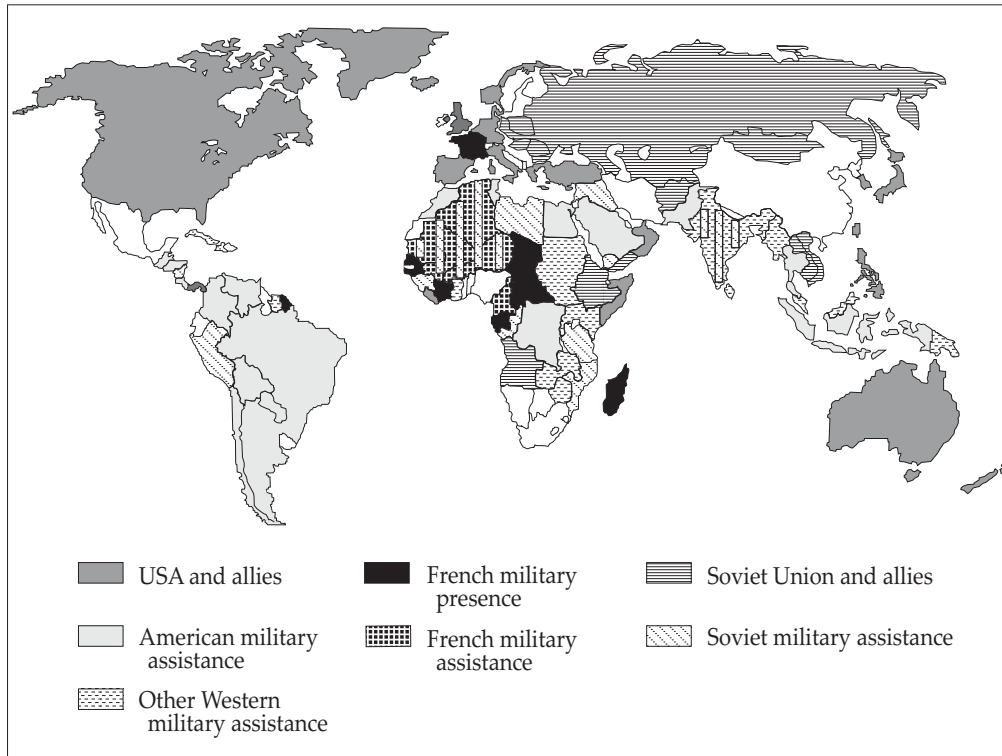 USA and allies
French military
presence
Soviet Union and allies
American military
assistance
French military
assistance
Soviet military assistance
Other Western
military assistance